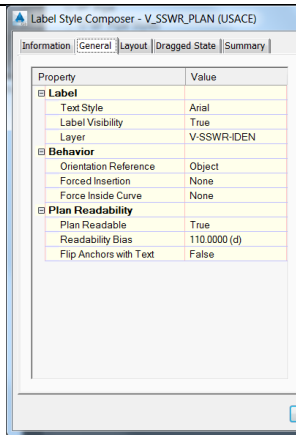 Label Style Composer - V_SSWR_PLAN (USACE)
Information General Layout Dragged State Summary
Property Value
Label
Text Style Arial
Label Visibility True
Layer V-SSWR-IDEN
Behavior
Orientation Reference Object
Forced Insertion None
Force Inside Curve None
Plan Readability
Plan Readable True
Readability Bias 110.0000 (d)
Flip Anchors with Text False